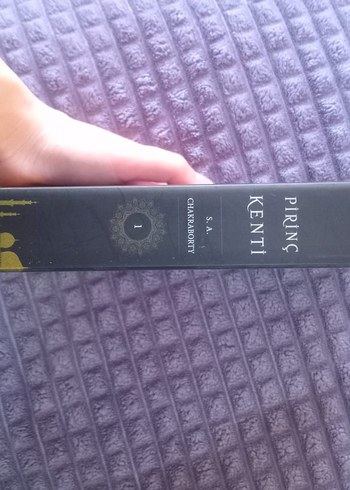 PİRİNÇ
KENTİ
S. A.
CHAKRABORTY
1